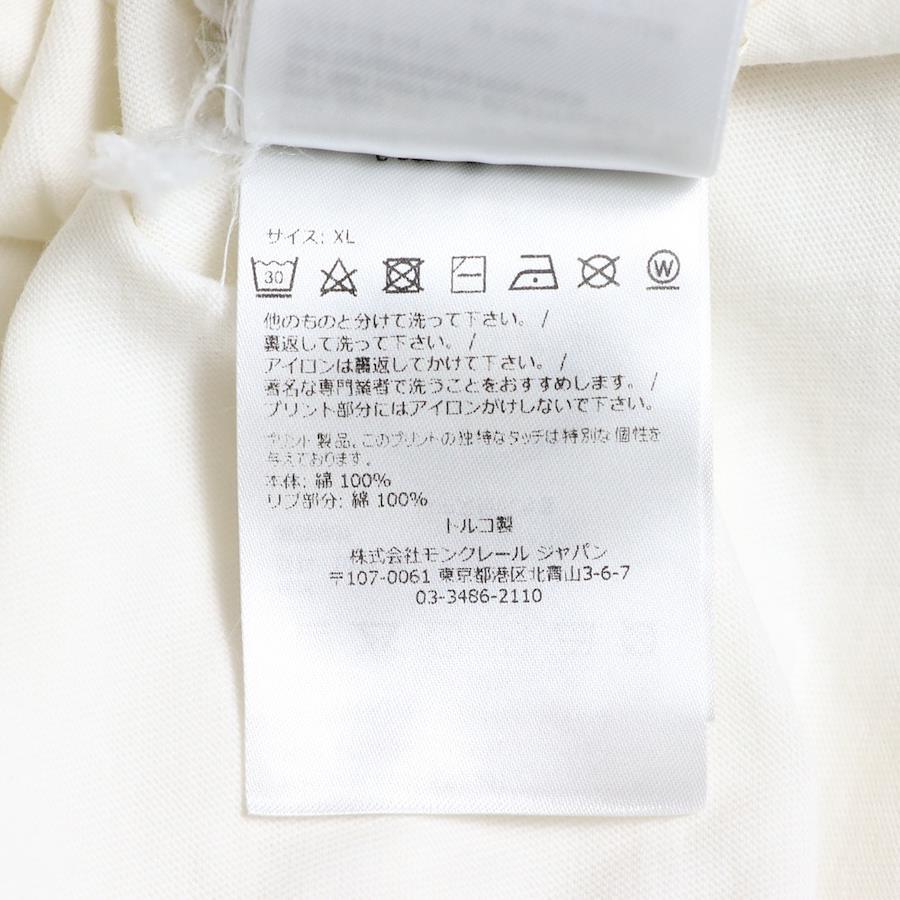 サイズ: XL
30
W
他のものと分けて洗って下さい。 /
裏返して洗って下さい。 /
アイロンは裏返してかけて下さい。 /
著名な専門業者で洗うことをおすすめします。 /
プリント部分にはアイロンがけしないで下さい。
プリント製品、このプリントの独特なタッチは特別な個性を
与えております。
本体: 綿 100%
リブ部分: 綿 100%
トルコ製
株式会社モンクレール ジャパン
〒107-0061 東京都港区北青山3-6-7
03-3486-2110